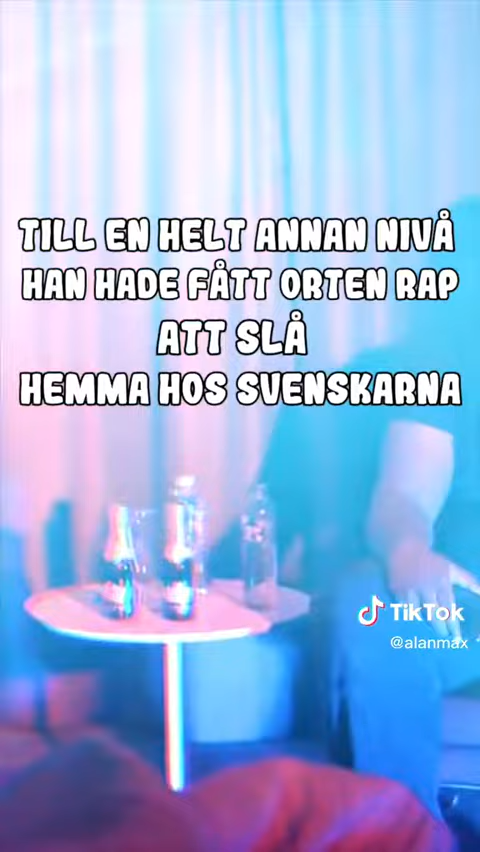 TILL EN HELT ANNAN NIVÅ
HAN HADE FÅTT ORTEN RAP
ATT SLÅ
HEMMA HOS SVENSKARNA
TikTok
@alanmax